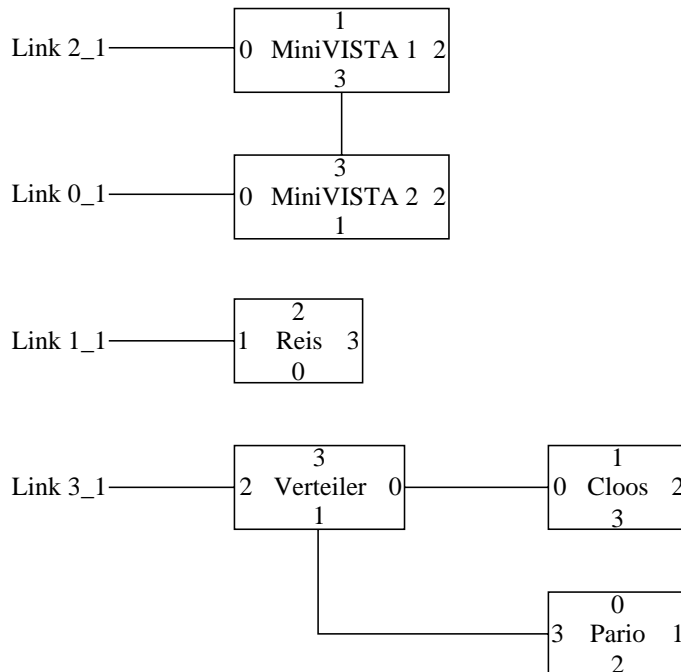 1
Link 2_1 0 MiniVISTA 1 2
3
3
Link 0_1 0 MiniVISTA 2 2
1
2
Link 1_1 1 Reis 3
0
3 1
Link 3_1 2 Verteiler 0 0 Cloos 2
1 3
0
3 Pario 1
2